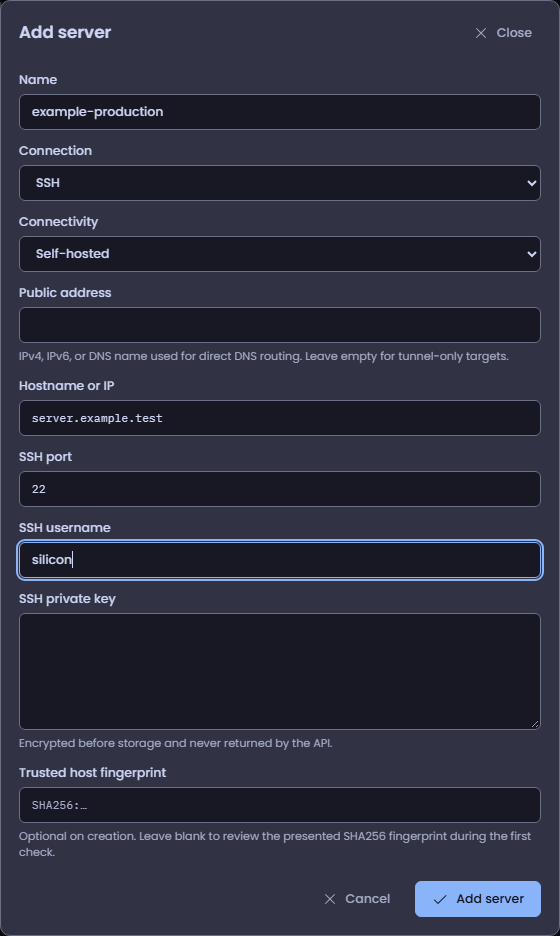 Add server
Close
Name
example-production
Connection
SSH
Connectivity
Self-hosted
Public address
IPv4, IPv6, or DNS name used for direct DNS routing. Leave empty for tunnel-only targets.
Hostname or IP
server.example.test
SSH port
22
SSH username
silicon
SSH private key
Encrypted before storage and never returned by the API.
Trusted host fingerprint
SHA256:…
Optional on creation. Leave blank to review the presented SHA256 fingerprint during the first
check.
Cancel
Add server